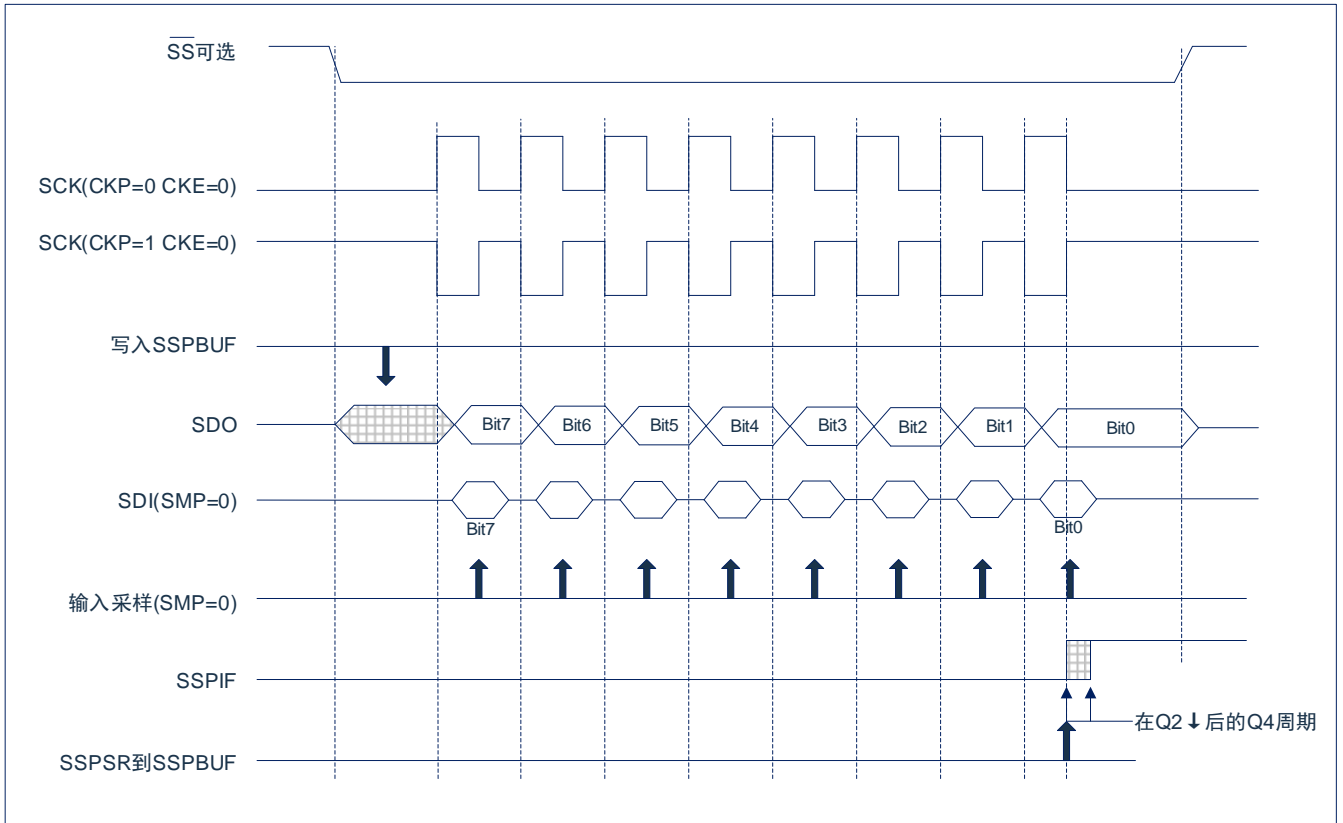 SS可选
SCK(CKP=0 CKE=0)
SCK(CKP=1 CKE=0)
写入SSPBUF
SDO
Bit7 Bit6 Bit5 Bit4 Bit3 Bit2 Bit1 Bit0
SDI(SMP=0)
Bit7 Bit0
输入采样(SMP=0)
SSPIF
在Q2⬇后的Q4周期
SSPSR到SSPBUF